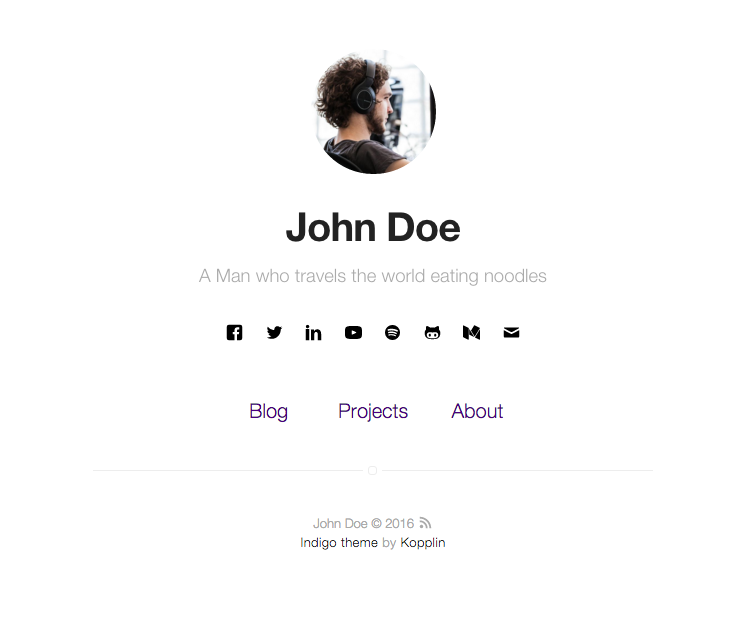 John Doe
A Man who travels the world eating noodles
Blog Projects About
John Doe © 2016
Indigo theme by Kopplin